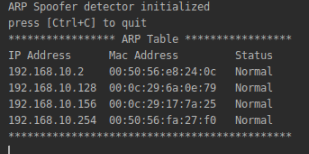 ARP Spoofer detector initialized
press [Ctrl+C] to quit
***************** ARP Table *****************
IP Address      Mac Address         Status
192.168.10.2    00:50:56:e8:24:0c   Normal
192.168.10.128  00:0c:29:6a:0e:79   Normal
192.168.10.156  00:0c:29:17:7a:25   Normal
192.168.10.254  00:50:56:fa:27:f0   Normal
*********************************************